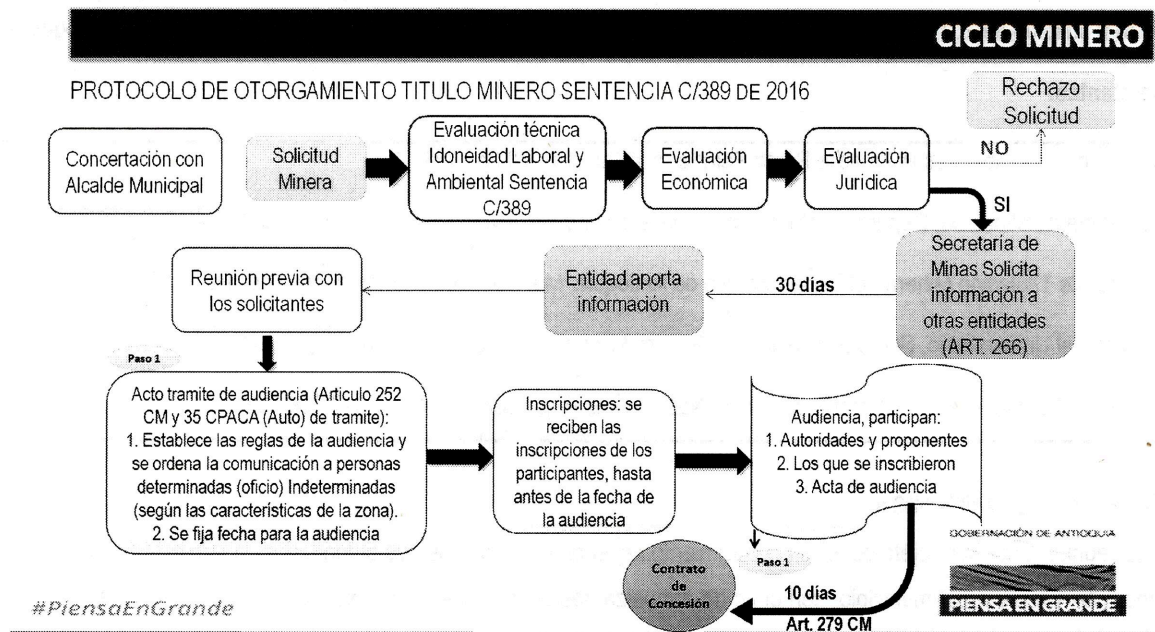 CICLO MINERO
PROTOCOLO DE OTORGAMIENTO TITULO MINERO SENTENCIA C/389 DE 2016
Concertación con
Alcalde Municipal
Solicitud
Minera
Evaluación técnica
Idoneidad Laboral y
Ambiental Sentencia
C/389
Evaluación
Económica
Evaluación
Jurídica
NO
Rechazo
Solicitud
SI
Secretaria de
Minas Solicita
información a
otras entidades
(ART. 266)
30 días
Entidad aporta
información
Reunión previa con
los solicitantes
Paso 1
Acto tramite de audiencia (Articulo 252
CM y 35 CPACA (Auto) de tramite):
1. Establece las reglas de la audiencia y
se ordena la comunicación a personas
determinadas (oficio) Indeterminadas
(según las características de la zona).
2. Se fija fecha para la audiencia
Inscripciones: se
reciben las
inscripciones de los
participantes, hasta
antes de la fecha de
la audiencia
Audiencia, participan:
1. Autoridades y proponentes
2. Los que se inscribieron
3. Acta de audiencia
Paso 1
10 días
Art. 279 CM
Contrato
de
Concesión
GOBERNACIÓN DE ANTIOQUIA
PIENSA EN GRANDE
#PiensaEnGrande